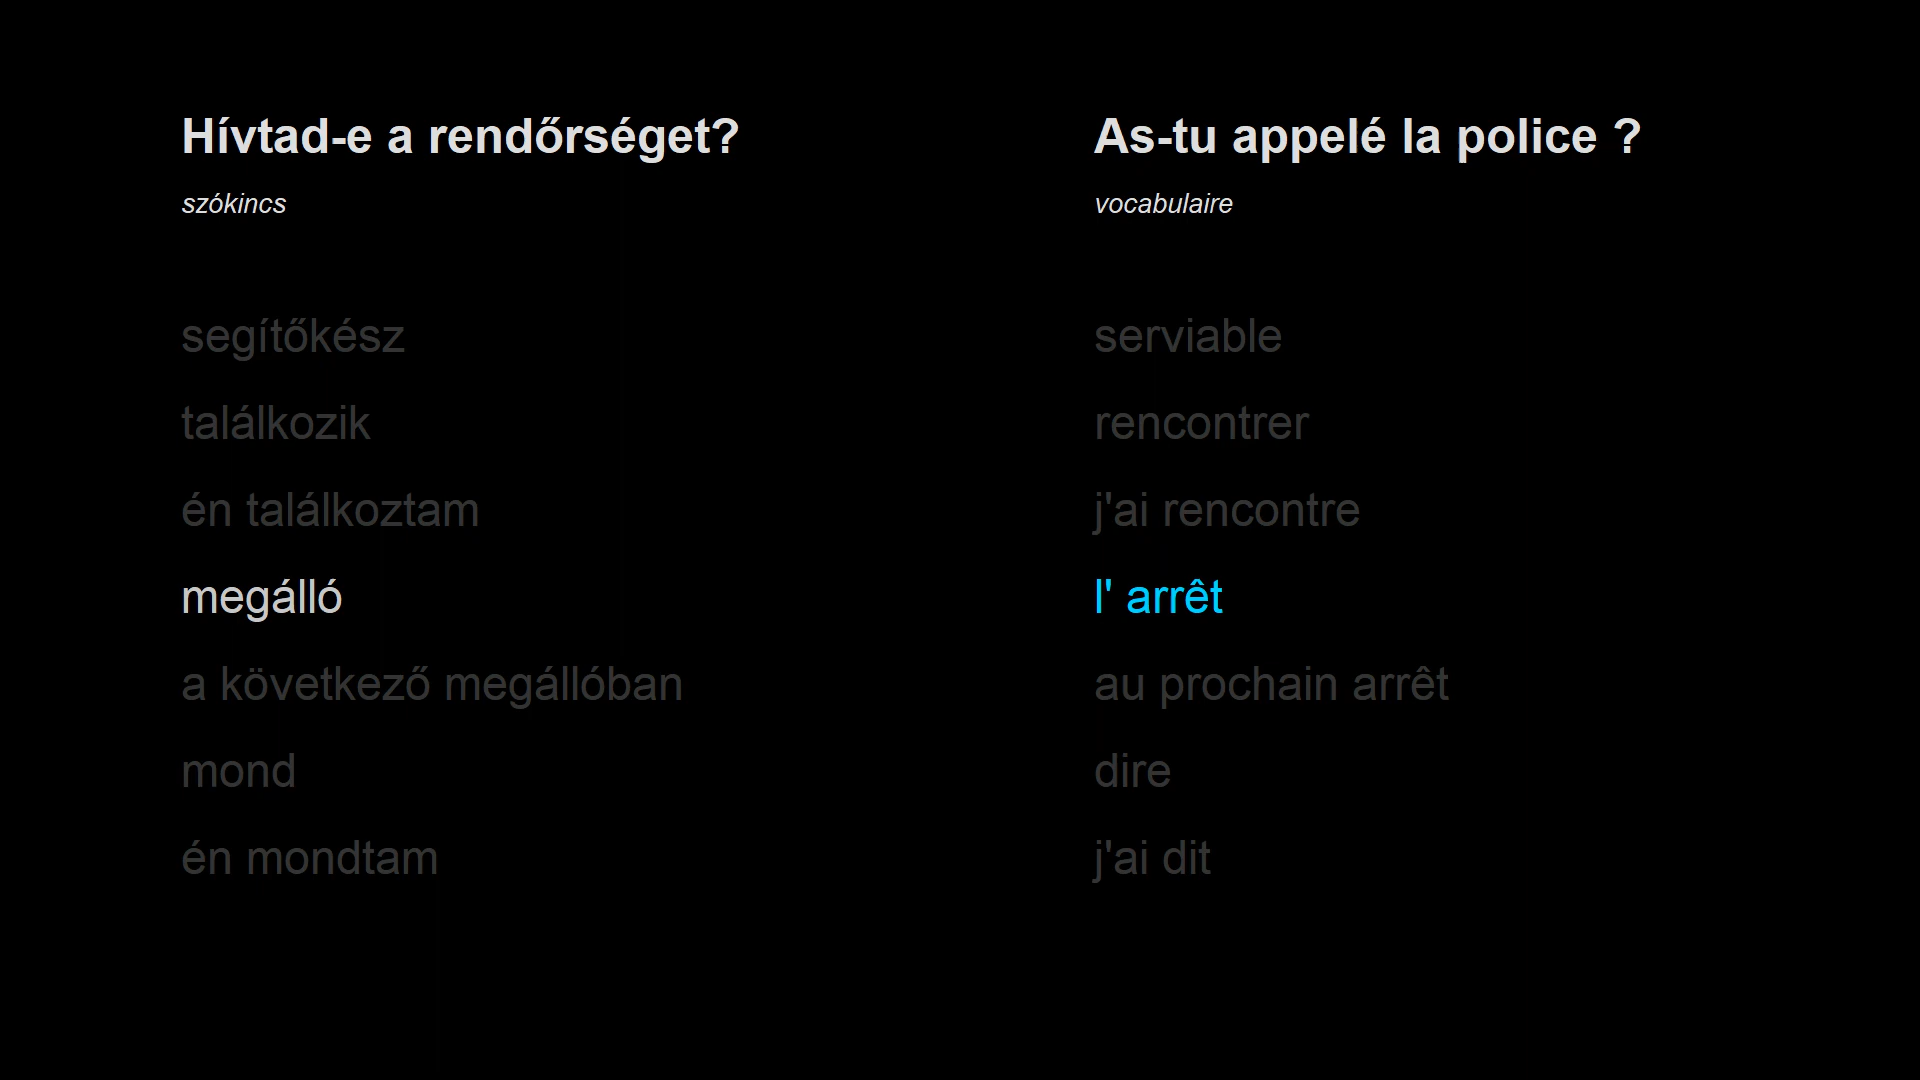 Hívtad-e a rendőrséget?
szókincs
segítőkész
találkozik
én találkoztam
megálló
a következő megállóban
mond
én mondtam
As-tu appelé la police ?
vocabulaire
serviable
rencontrer
j'ai rencontre
l' arrêt
au prochain arrêt
dire
j'ai dit